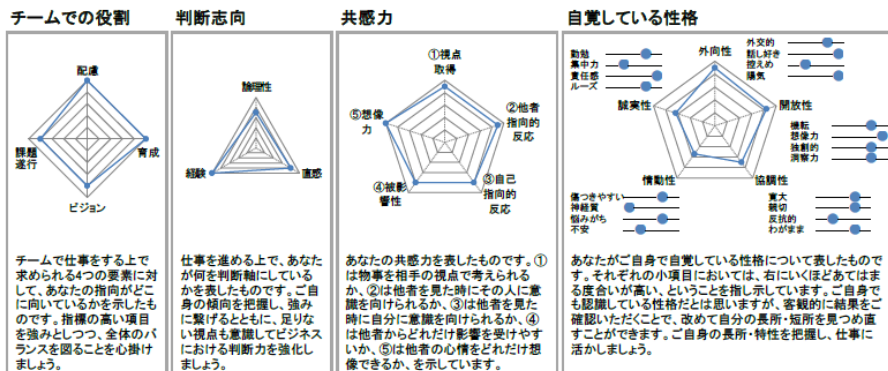 チームでの役割
配慮
課題
遂行
育成
ビジョン
チームで仕事をする上で
求められる4つの要素に対
して、あなたの指向がどこ
に向いているかを示したも
のです。指標の高い項目
を強みとしつつ、全体のバ
ランスを図ることを心掛け
ましょう。
判断志向
論理性
経験
直感
仕事を進める上で、あなた
が何を判断軸にしている
かを表したものです。ご自
身の傾向を把握し、強み
に繋げるとともに、足りな
い視点も意識してビジネス
における判断力を強化し
ましょう。
共感力
①視点
取得
②他者
指向的
反応
③自己
指向的
反応
④被影
響性
⑤想像
力
あなたの共感力を表したものです。①
は物事を相手の視点で考えられる
か、②は他者を見た時にその人に意
識を向けられるか、③は他者を見た
時に自分に意識を向けられるか、④
は他者からどれだけ影響を受けやす
いか、⑤は他者の心情をどれだけ想
像できるか、を示しています。
自覚している性格
外向性
外交的
話し好き
控えめ
陽気
勤勉
集中力
責任感
ルーズ
誠実性
開放性
機転
想像力
独創的
洞察力
情動性
協調性
傷つきやすい
神経質
悩みがち
不安
寛大
親切
反抗的
わがまま
あなたがご自身で自覚している性格について表したもので
す。それぞれの小項目においては、右にいくほどあてはま
る度合いが高い、ということを指し示しています。ご自身で
も認識している性格だとは思いますが、客観的に結果をご
確認いただくことで、改めて自分の長所・短所を見つめ直
すことができます。ご自身の長所・特性を把握し、仕事に
活かしましょう。